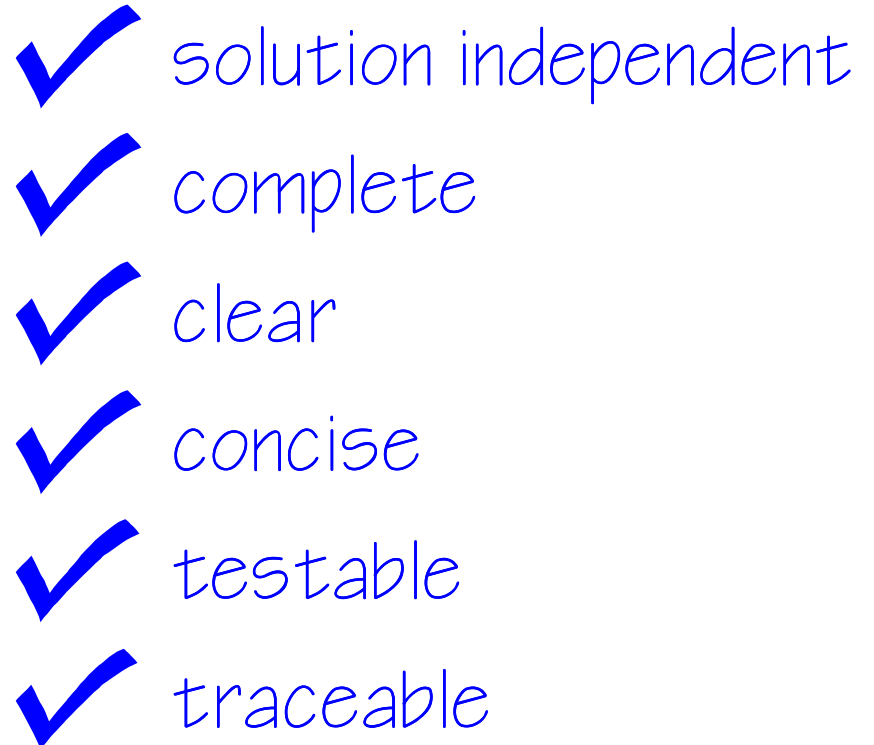 solution independent
complete
clear
concise
testable
traceable